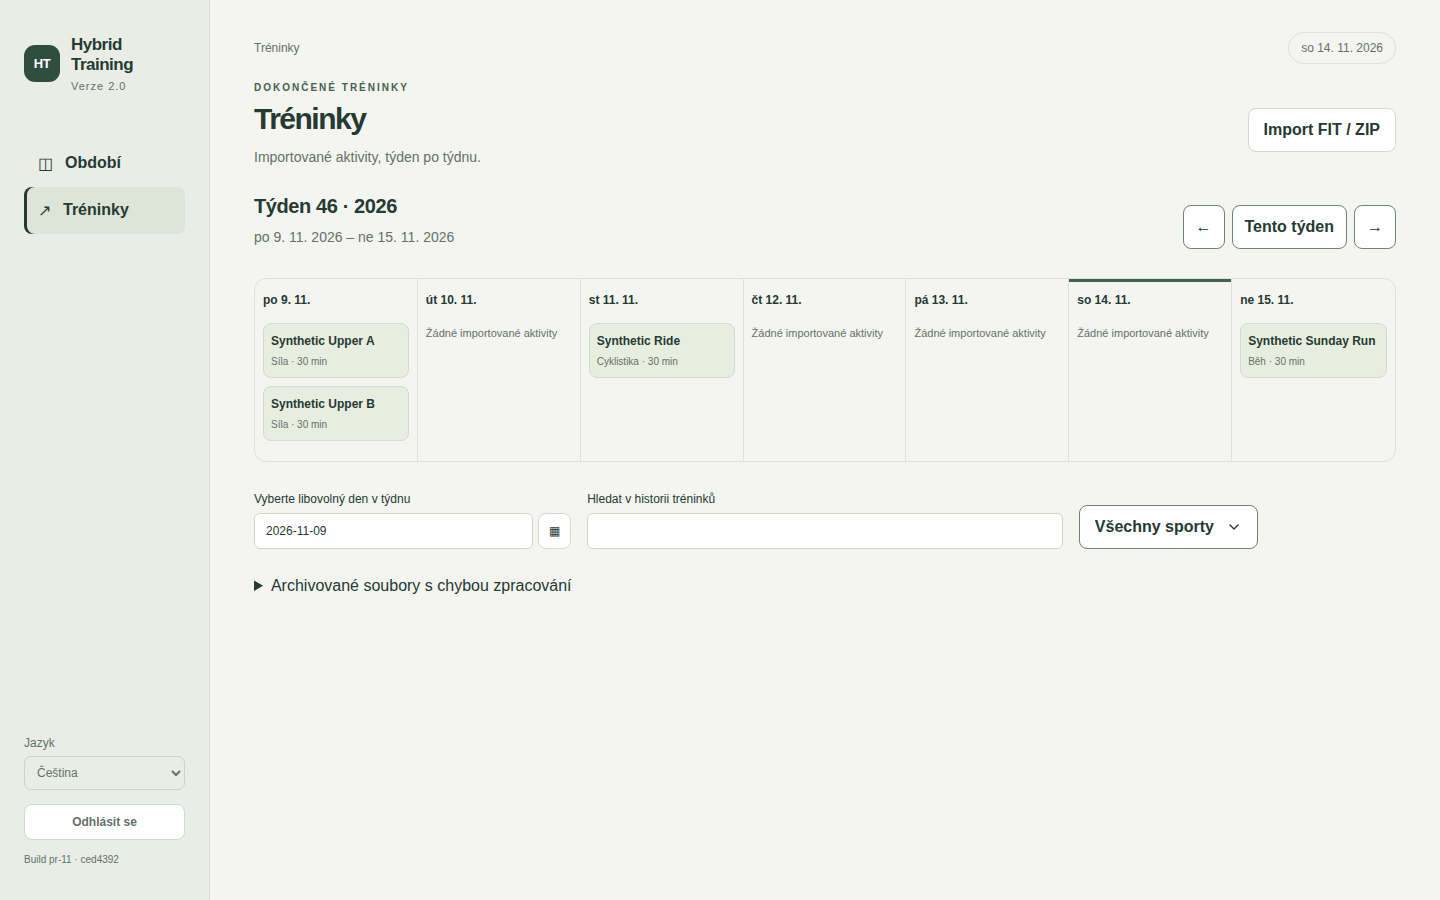 HT
Hybrid
Training
Verze 2.0
Období
Tréninky
Jazyk
Čeština
Odhlásit se
Build pr-11 · ced4392
Tréninky
so 14. 11. 2026
DOKONČENÉ TRÉNINKY
Tréninky
Importované aktivity, týden po týdnu.
Import FIT / ZIP
Týden 46 · 2026
po 9. 11. 2026 – ne 15. 11. 2026
←
Tento týden
→
po 9. 11.
Synthetic Upper A
Síla · 30 min
Synthetic Upper B
Síla · 30 min
út 10. 11.
Žádné importované aktivity
st 11. 11.
Synthetic Ride
Cyklistika · 30 min
čt 12. 11.
Žádné importované aktivity
pá 13. 11.
Žádné importované aktivity
so 14. 11.
Žádné importované aktivity
ne 15. 11.
Synthetic Sunday Run
Běh · 30 min
Vyberte libovolný den v týdnu
2026-11-09
Hledat v historii tréninků
Všechny sporty
Archivované soubory s chybou zpracování